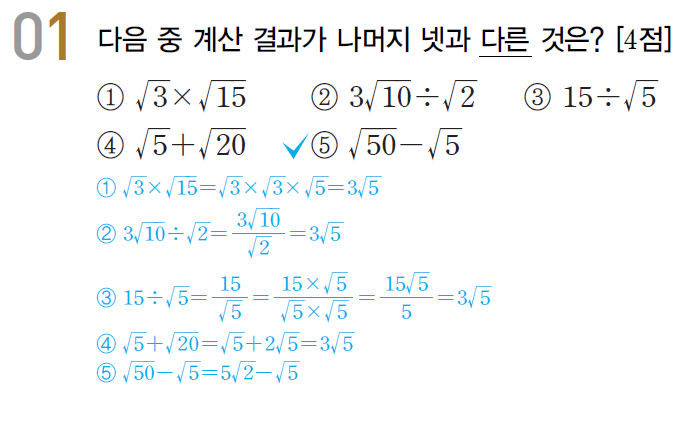 01 다음 중 계산 결과가 나머지 넷과 다른 것은? [4점]
① √3×√15 ② 3√10÷√2 ③ 15÷√5
④ √5+√20 ✓⑤ √50−√5
① √3×√15=√3×√3×√5=3√5
② 3√10÷√2=3√10/√2=3√5
③ 15÷√5=15/√5=(15×√5)/(√5×√5)=15√5/5=3√5
④ √5+√20=√5+2√5=3√5
⑤ √50−√5=5√2−√5